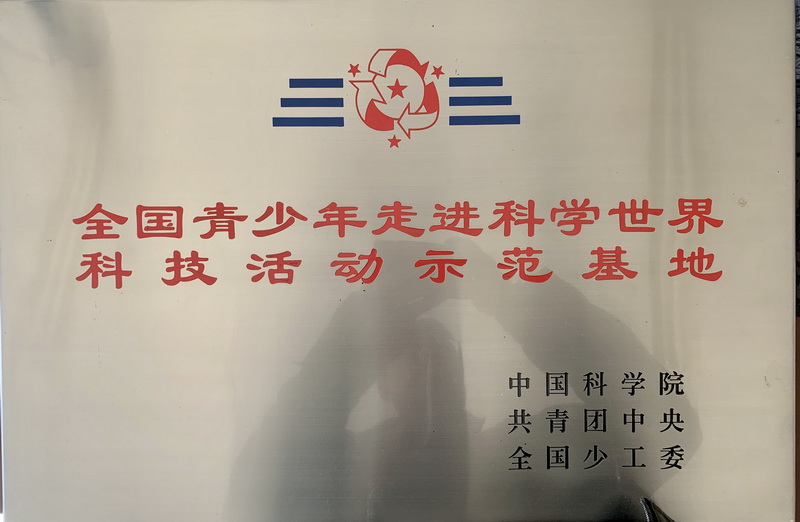 全国青少年走进科学世界
科技活动示范基地
中国科学院
共青团中央
全国少工委